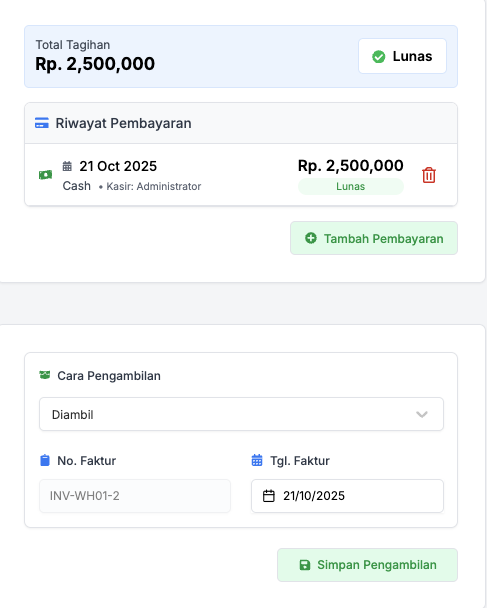 Total Tagihan
Rp. 2,500,000
Lunas
Riwayat Pembayaran
21 Oct 2025
Rp. 2,500,000
Cash • Kasir: Administrator
Lunas
Tambah Pembayaran
Cara Pengambilan
Diambil
No. Faktur
Tgl. Faktur
INV-WH01-2
21/10/2025
Simpan Pengambilan